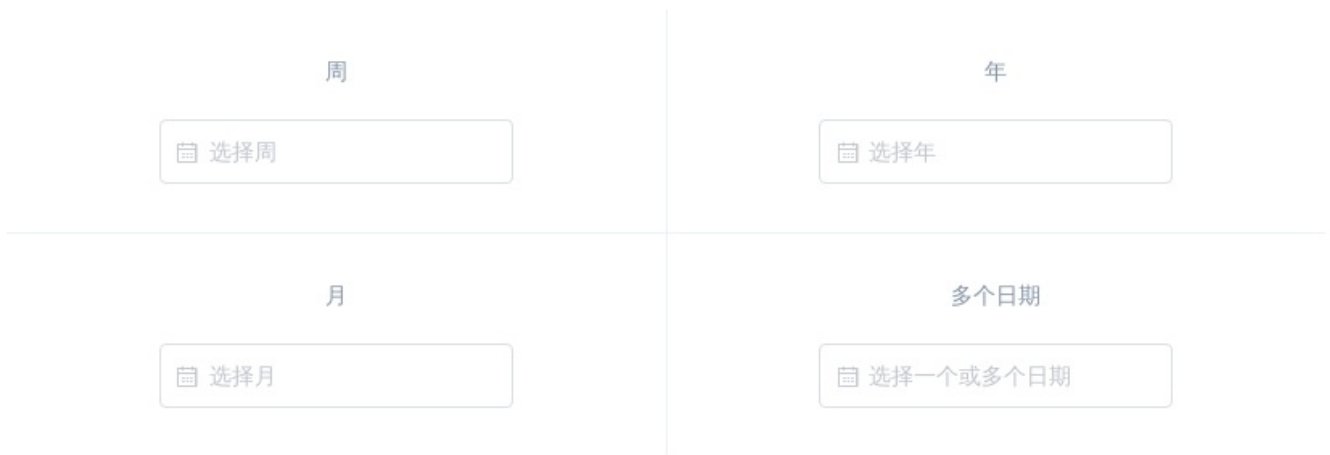 周
年
选择周
选择年
月
多个日期
选择月
选择一个或多个日期